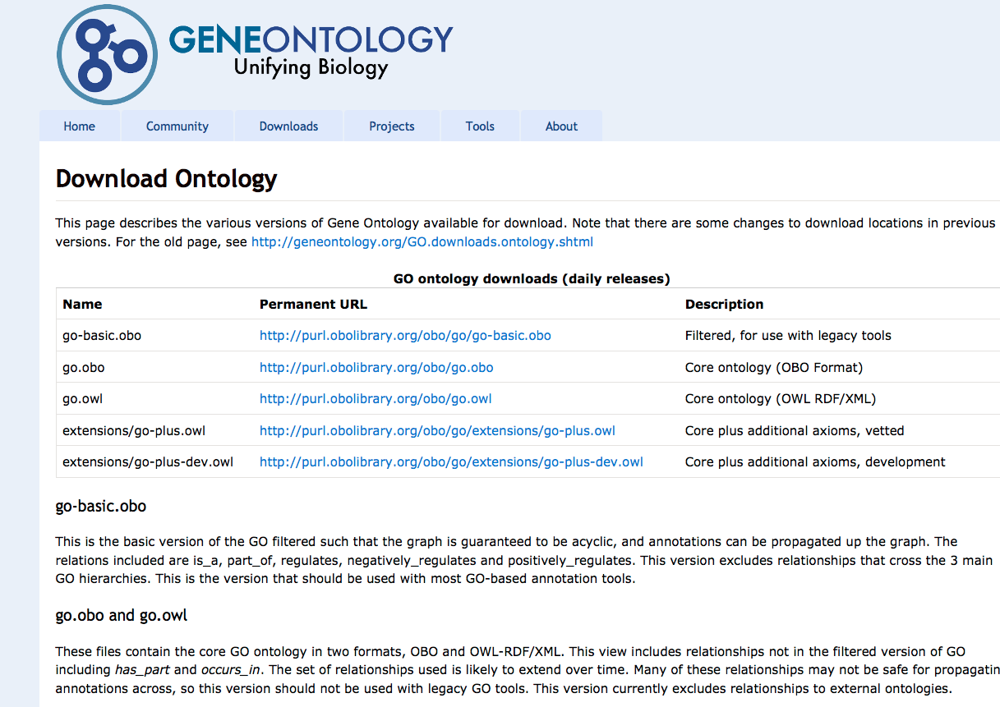 GENEONTOLOGY
Unifying Biology
Home Community Downloads Projects Tools About
Download Ontology
This page describes the various versions of Gene Ontology available for download. Note that there are some changes to download locations in previous
versions. For the old page, see http://geneontology.org/GO.downloads.ontology.shtml
GO ontology downloads (daily releases)
Name Permanent URL Description
go-basic.obo http://purl.obolibrary.org/obo/go/go-basic.obo Filtered, for use with legacy tools
go.obo http://purl.obolibrary.org/obo/go.obo Core ontology (OBO Format)
go.owl http://purl.obolibrary.org/obo/go.owl Core ontology (OWL RDF/XML)
extensions/go-plus.owl http://purl.obolibrary.org/obo/go/extensions/go-plus.owl Core plus additional axioms, vetted
extensions/go-plus-dev.owl http://purl.obolibrary.org/obo/go/extensions/go-plus-dev.owl Core plus additional axioms, development
go-basic.obo
This is the basic version of the GO filtered such that the graph is guaranteed to be acyclic, and annotations can be propagated up the graph. The
relations included are is_a, part_of, regulates, negatively_regulates and positively_regulates. This version excludes relationships that cross the 3 main
GO hierarchies. This is the version that should be used with most GO-based annotation tools.
go.obo and go.owl
These files contain the core GO ontology in two formats, OBO and OWL-RDF/XML. This view includes relationships not in the filtered version of GO
including has_part and occurs_in. The set of relationships used is likely to extend over time. Many of these relationships may not be safe for propagatin
annotations across, so this version should not be used with legacy GO tools. This version currently excludes relationships to external ontologies.